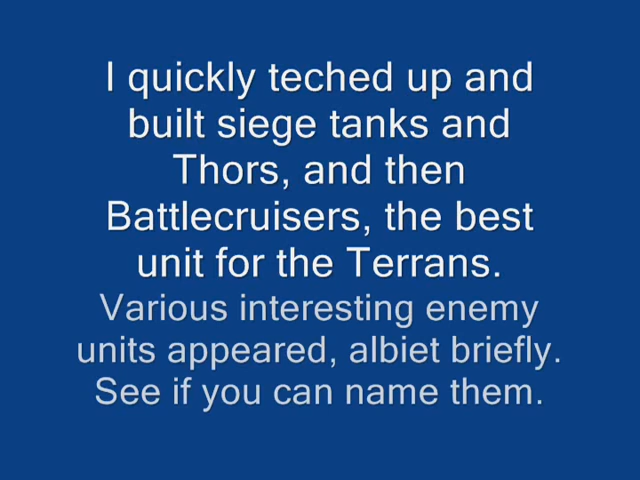 I quickly teched up and
built siege tanks and
Thors, and then
Battlecruisers, the best
unit for the Terrans.
Various interesting enemy
units appeared, albiet briefly.
See if you can name them.